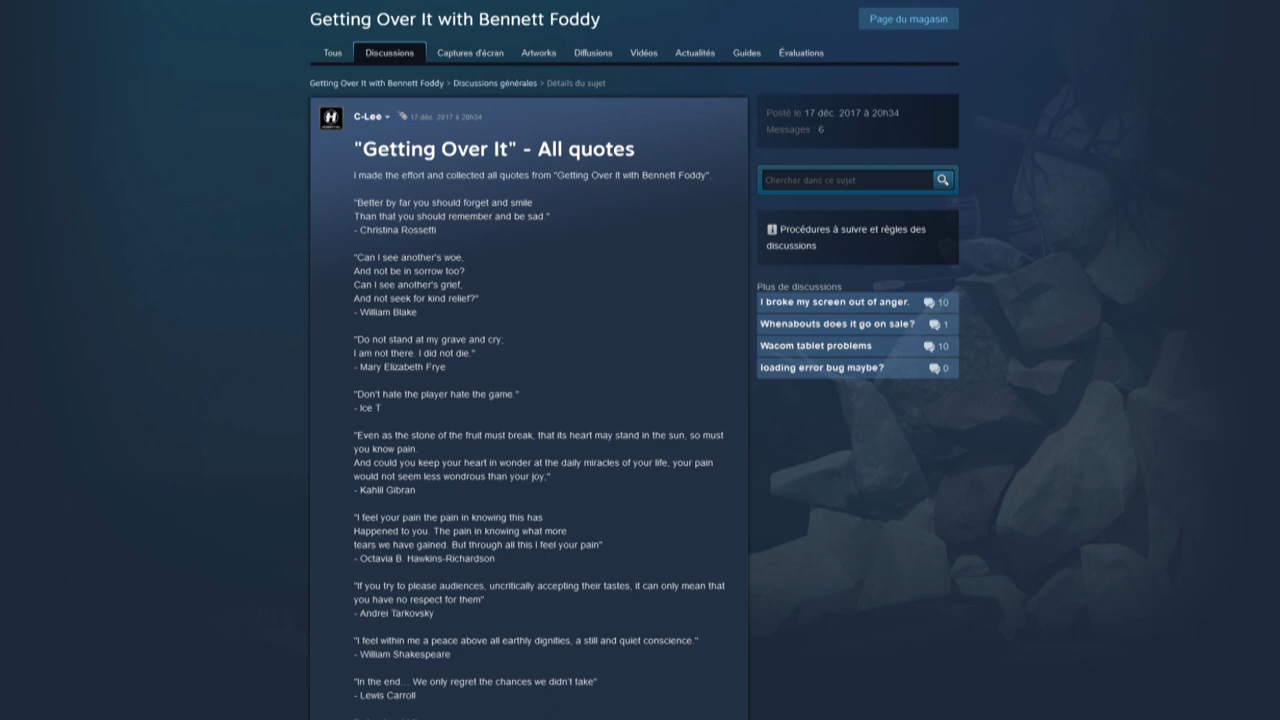 Getting Over It with Bennett Foddy
Page du magasin
Tous Discussions Captures d'écran Artworks Diffusions Vidéos Actualités Guides Évaluations
Getting Over It with Bennett Foddy > Discussions générales > Détails du sujet
C-Lee 17 déc. 2017 à 20h34
"Getting Over It" - All quotes
I made the effort and collected all quotes from "Getting Over It with Bennett Foddy".
"Better by far you should forget and smile
Than that you should remember and be sad."
- Christina Rossetti
"Can I see another's woe,
And not be in sorrow too?
Can I see another's grief,
And not seek for kind relief?"
- William Blake
"Do not stand at my grave and cry;
I am not there. I did not die."
- Mary Elizabeth Frye
"Don't hate the player hate the game."
- Ice T
"Even as the stone of the fruit must break, that its heart may stand in the sun, so must
you know pain.
And could you keep your heart in wonder at the daily miracles of your life, your pain
would not seem less wondrous than your joy;"
- Kahlil Gibran
"I feel your pain the pain in knowing this has
Happened to you. The pain in knowing what more
tears we have gained. But through all this I feel your pain"
- Octavia B. Hawkins-Richardson
"If you try to please audiences, uncritically accepting their tastes, it can only mean that
you have no respect for them"
- Andrei Tarkovsky
"I feel within me a peace above all earthly dignities, a still and quiet conscience."
- William Shakespeare
"In the end... We only regret the chances we didn't take"
- Lewis Carroll
Posté le 17 déc. 2017 à 20h34
Messages : 6
Chercher dans ce sujet
Procédures à suivre et règles des
discussions
Plus de discussions
I broke my screen out of anger. 10
Whenabouts does it go on sale? 1
Wacom tablet problems 10
loading error bug maybe? 0